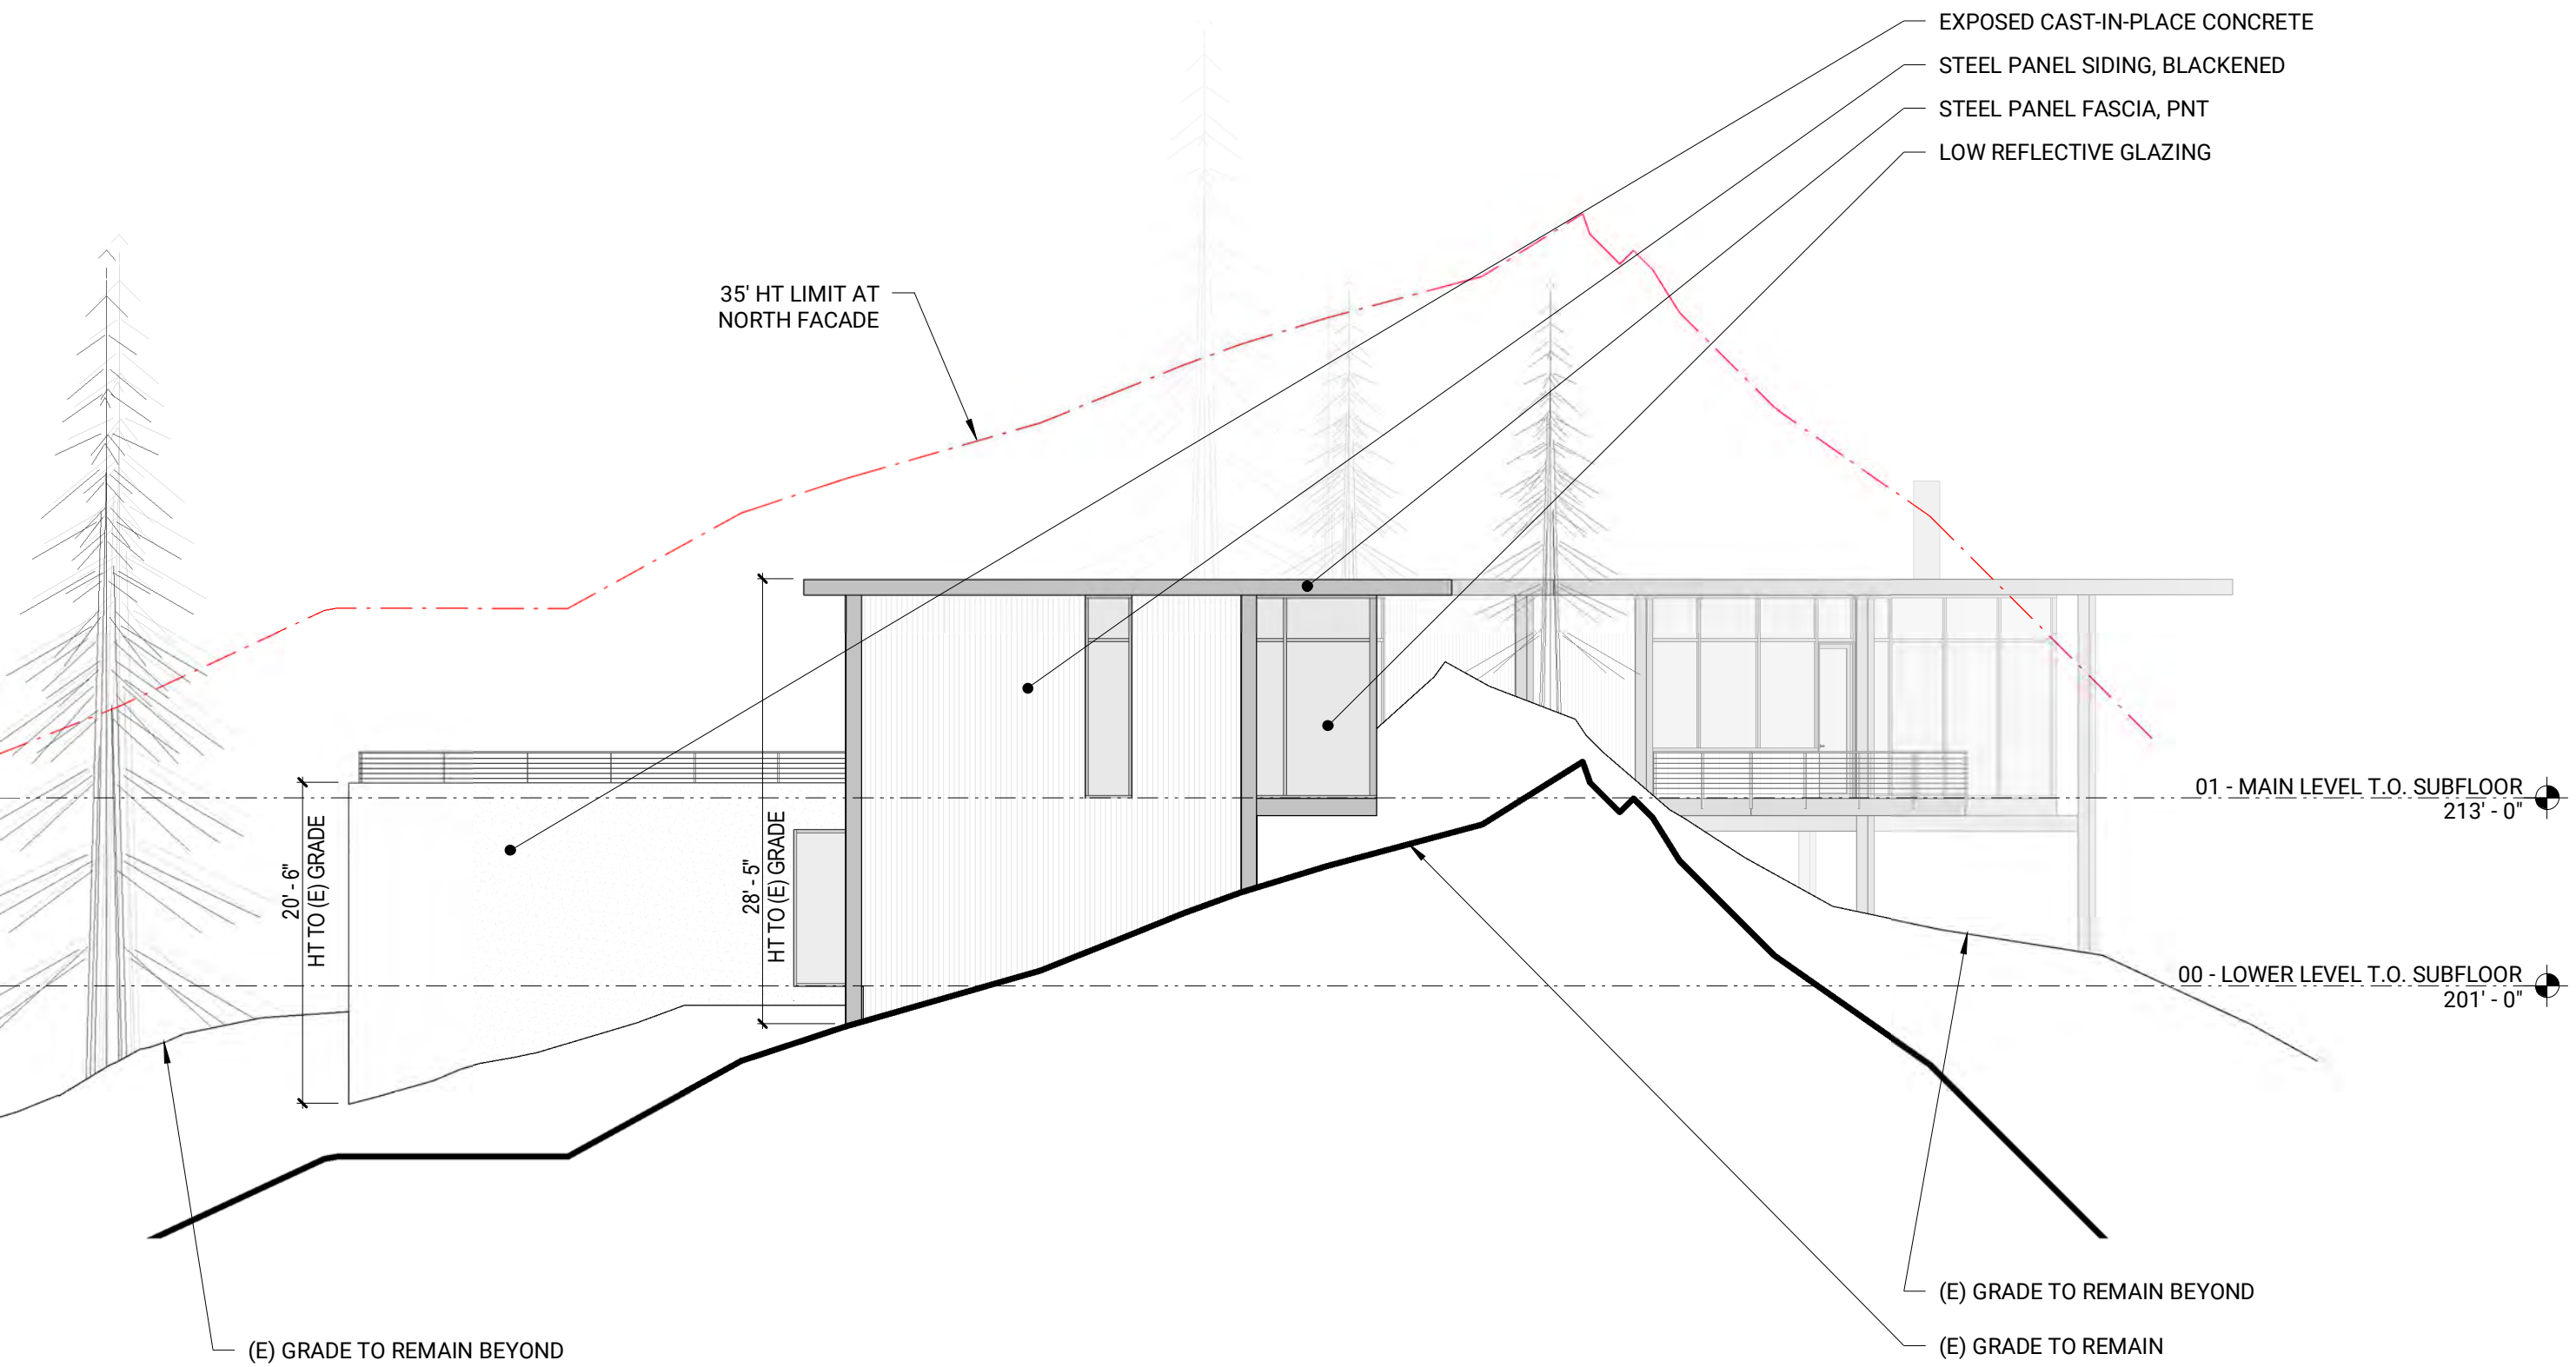 EXPOSED CAST-IN-PLACE CONCRETE
STEEL PANEL SIDING, BLACKENED
STEEL PANEL FASCIA, PNT
LOW REFLECTIVE GLAZING
35' HT LIMIT AT
NORTH FACADE
20' - 6"
HT TO (E) GRADE
28' - 5"
HT TO (E) GRADE
01 - MAIN LEVEL T.O. SUBFLOOR
213' - 0"
00 - LOWER LEVEL T.O. SUBFLOOR
201' - 0"
(E) GRADE TO REMAIN BEYOND
(E) GRADE TO REMAIN
(E) GRADE TO REMAIN BEYOND